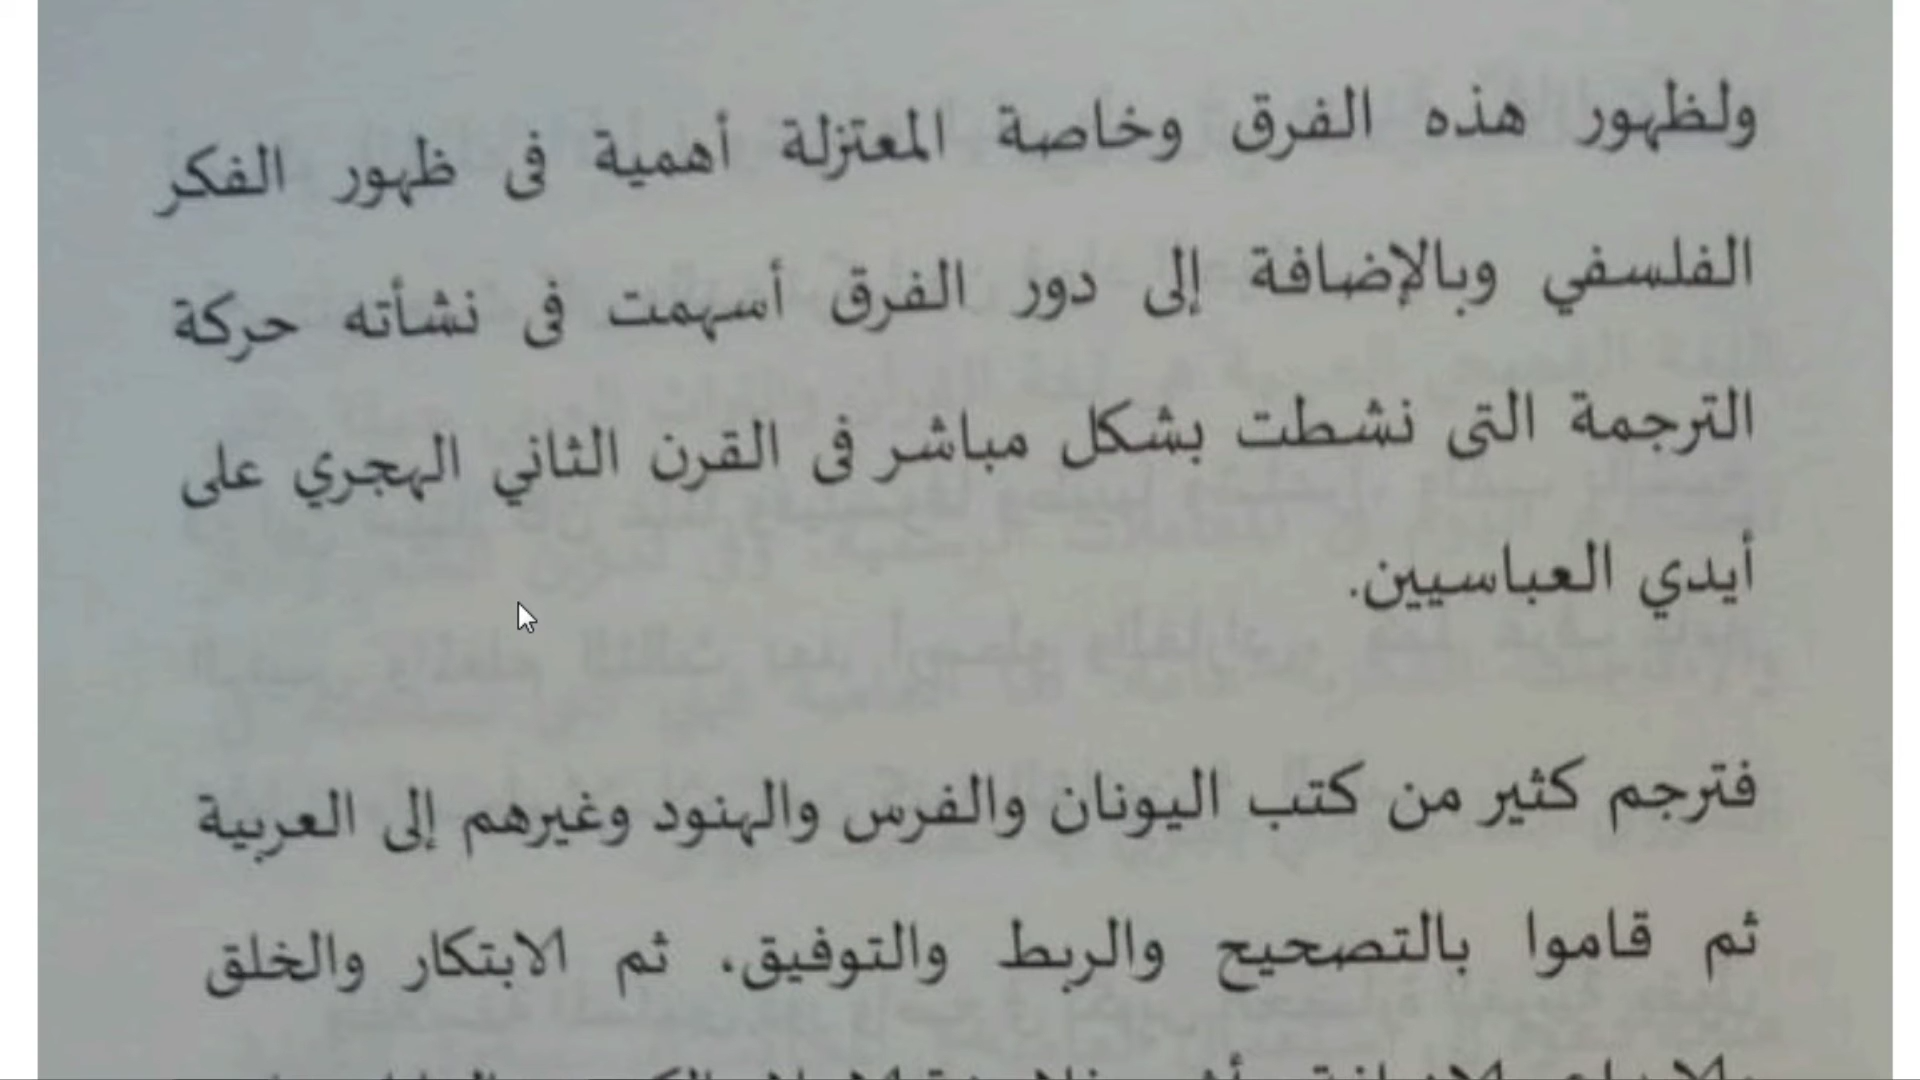 ولظهور هذه الفرق وخاصة المعتزلة أهمية فى ظهور الفكر
الفلسفي وبالإضافة إلى دور الفرق أسهمت فى نشأته حركة
الترجمة التى نشطت بشكل مباشر فى القرن الثاني الهجري على
أيدي العباسيين.
فترجم كثير من كتب اليونان والفرس والهنود وغيرهم إلى العربية
ثم قاموا بالتصحيح والربط والتوفيق. ثم الابتكار والخلق